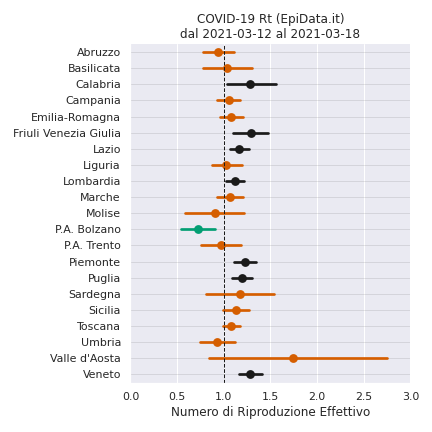 COVID-19 Rt (EpiData.it)
dal 2021-03-12 al 2021-03-18
Abruzzo
Basilicata
Calabria
Campania
Emilia-Romagna
Friuli Venezia Giulia
Lazio
Liguria
Lombardia
Marche
Molise
P.A. Bolzano
P.A. Trento
Piemonte
Puglia
Sardegna
Sicilia
Toscana
Umbria
Valle d'Aosta
Veneto
0.0 0.5 1.0 1.5 2.0 2.5 3.0
Numero di Riproduzione Effettivo